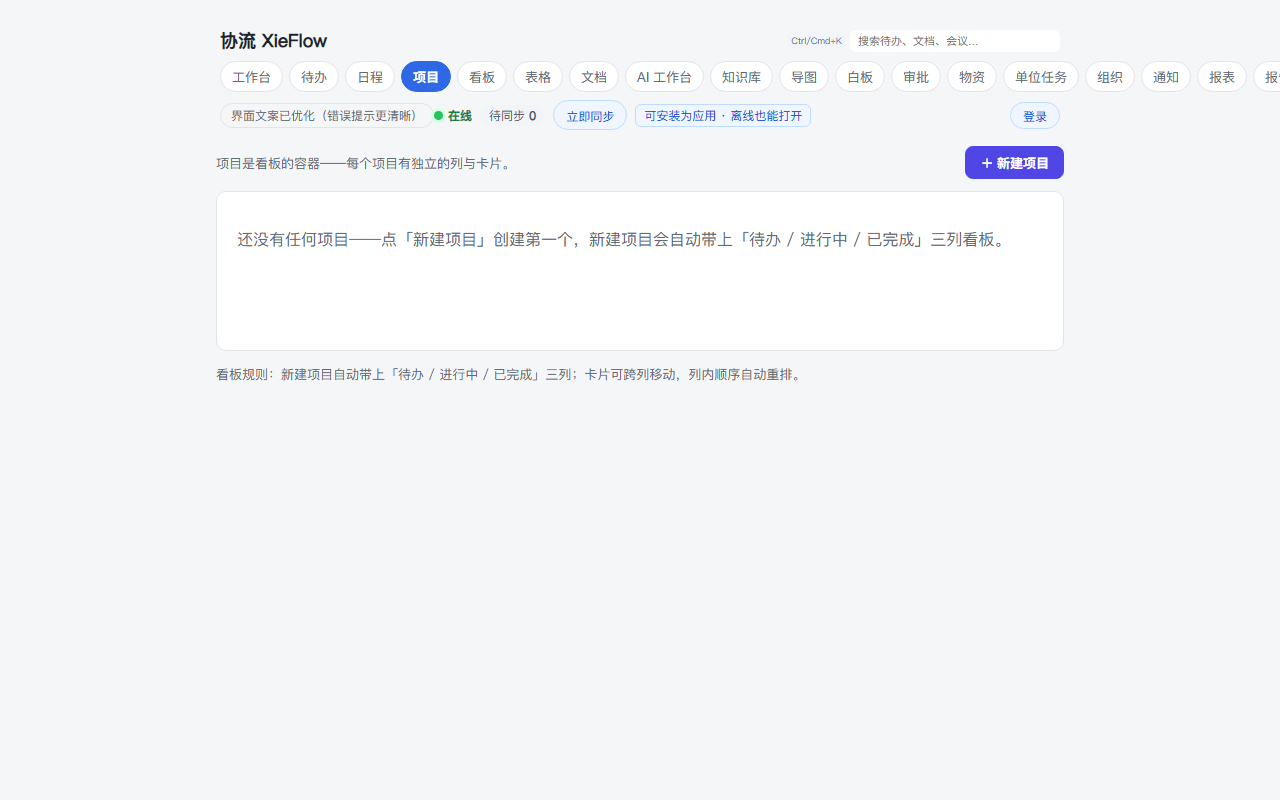 协流 XieFlow
Ctrl/Cmd+K 搜索待办、文档、会议...
工作台 待办 日程 项目 看板 表格 文档 AI 工作台 知识库 导图 白板 审批 物资 单位任务 组织 通知 报表
界面文案已优化（错误提示更清晰） 在线 待同步 0 立即同步 可安装为应用 · 离线也能打开 登录
项目是看板的容器——每个项目有独立的列与卡片。 ＋ 新建项目
还没有任何项目——点「新建项目」创建第一个，新建项目会自动带上「待办 / 进行中 / 已完成」三列看板。
看板规则：新建项目自动带上「待办 / 进行中 / 已完成」三列；卡片可跨列移动，列内顺序自动重排。